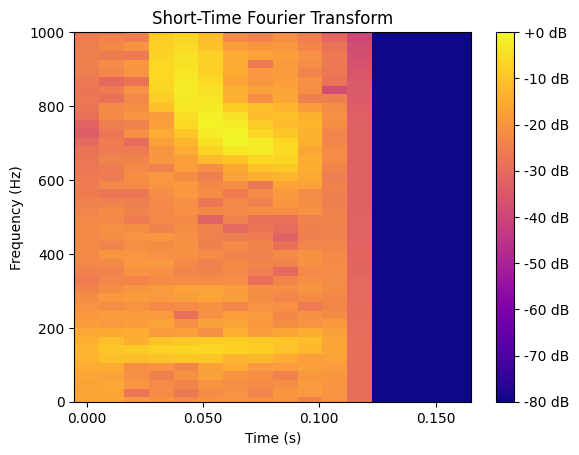 Short-Time Fourier Transform
1000
800
600
400
200
0
Frequency (Hz)
0.000
0.050
0.100
0.150
Time (s)
+0 dB
-10 dB
-20 dB
-30 dB
-40 dB
-50 dB
-60 dB
-70 dB
-80 dB